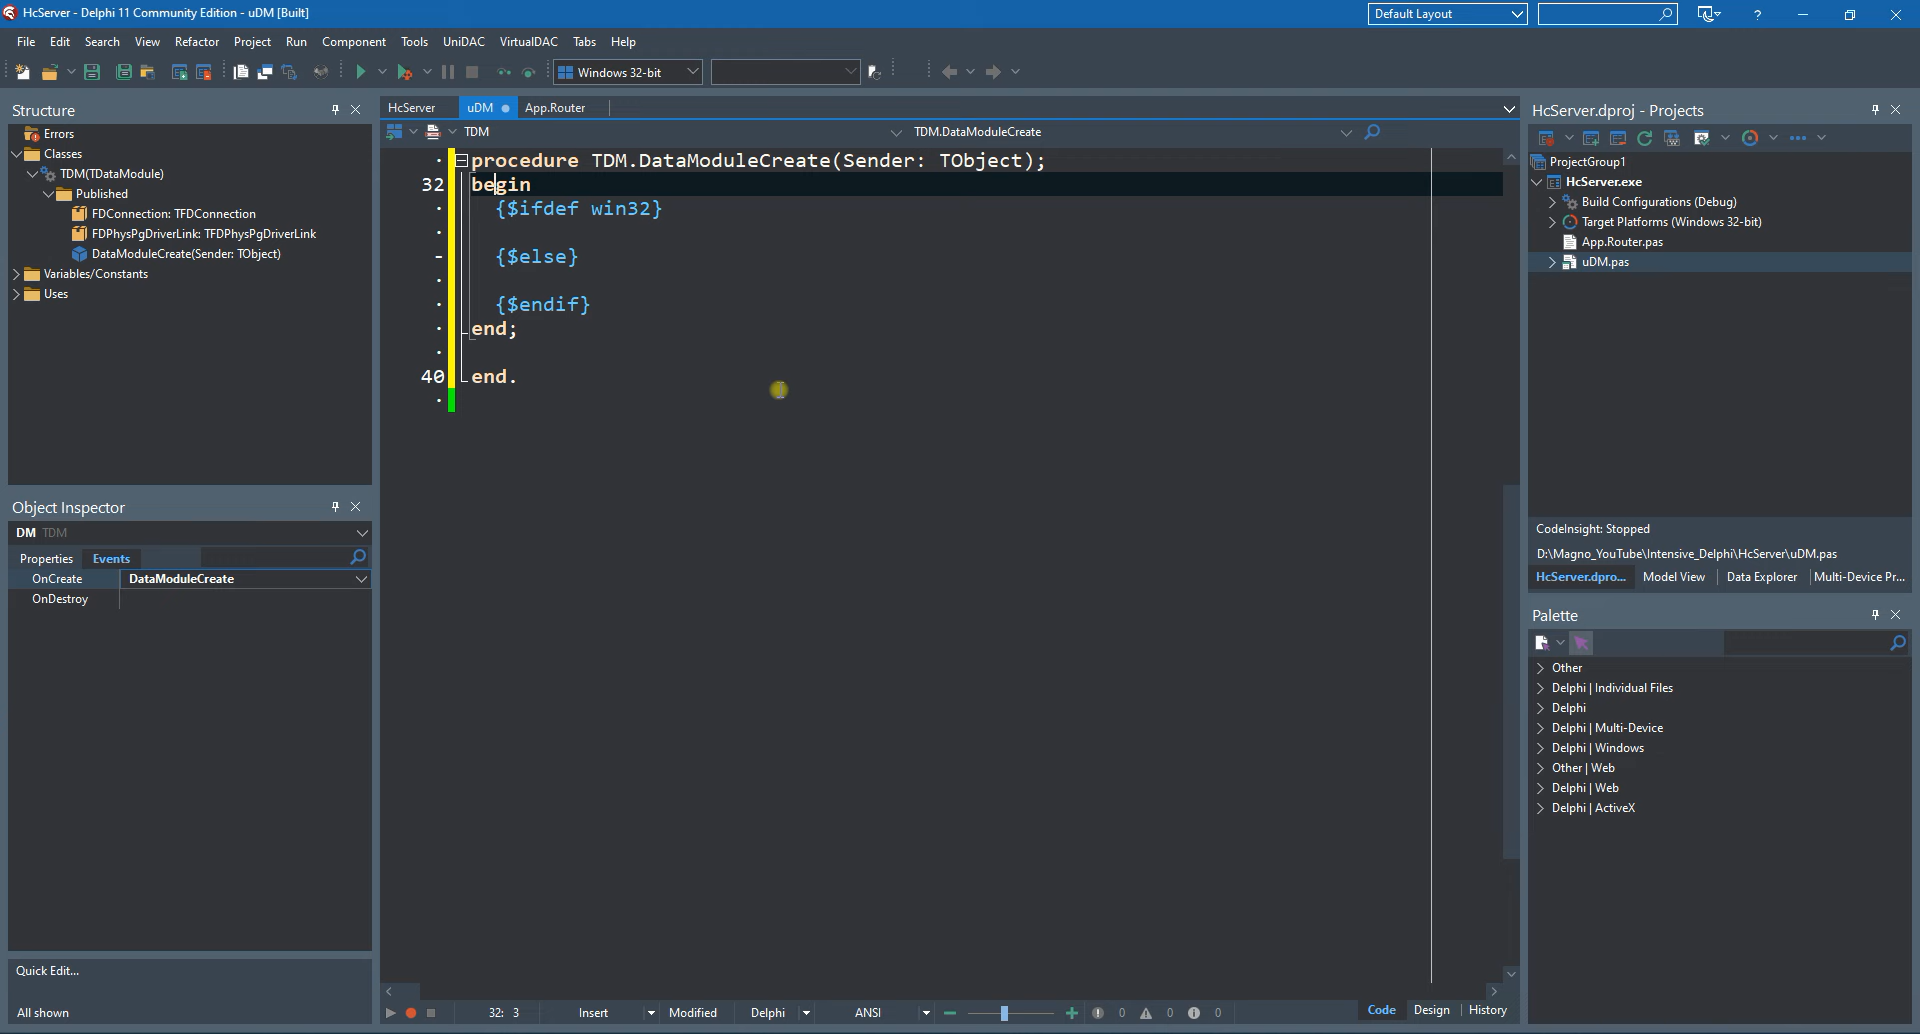 HcServer - Delphi 11 Community Edition - uDM [Built]
Default Layout
?
File Edit Search View Refactor Project Run Component Tools UniDAC VirtualDAC Tabs Help
Windows 32-bit
Structure
Errors
Classes
TDM(TDataModule)
Published
FDConnection: TFDConnection
FDPhysPgDriverLink: TFDPhysPgDriverLink
DataModuleCreate(Sender: TObject)
Variables/Constants
Uses
Object Inspector
DM TDM
Properties Events
OnCreate DataModuleCreate
OnDestroy
Quick Edit...
All shown
HcServer uDM App.Router
TDM TDM.DataModuleCreate
procedure TDM.DataModuleCreate(Sender: TObject);
32 begin
{$ifdef win32}
{$else}
{$endif}
end;
40 end.
32: 3 Insert Modified Delphi ANSI 0 0 0 Code Design History
HcServer.dproj - Projects
ProjectGroup1
HcServer.exe
Build Configurations (Debug)
Target Platforms (Windows 32-bit)
App.Router.pas
uDM.pas
CodeInsight: Stopped
D:\Magno_YouTube\Intensive_Delphi\HcServer\uDM.pas
HcServer.dpro... Model View Data Explorer Multi-Device Pr...
Palette
Other
Delphi | Individual Files
Delphi
Delphi | Multi-Device
Delphi | Windows
Other | Web
Delphi | Web
Delphi | ActiveX